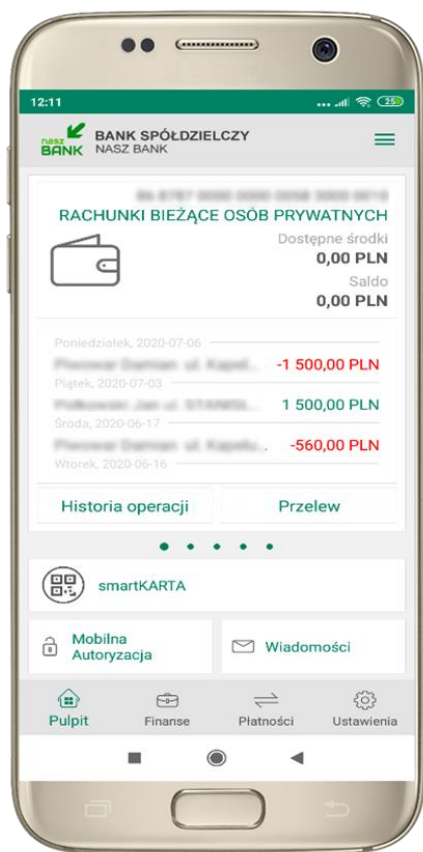 12:11
25
nasz BANK
BANK SPÓŁDZIELCZY
NASZ BANK
RACHUNKI BIEŻĄCE OSÓB PRYWATNYCH
Dostępne środki
0,00 PLN
Saldo
0,00 PLN
Poniedziałek, 2020-07-06
-1 500,00 PLN
Piątek, 2020-07-03
1 500,00 PLN
Środa, 2020-06-17
-560,00 PLN
Wtorek, 2020-06-16
Historia operacji
Przelew
smartKARTA
Mobilna
Autoryzacja
Wiadomości
Pulpit
Finanse
Płatności
Ustawienia